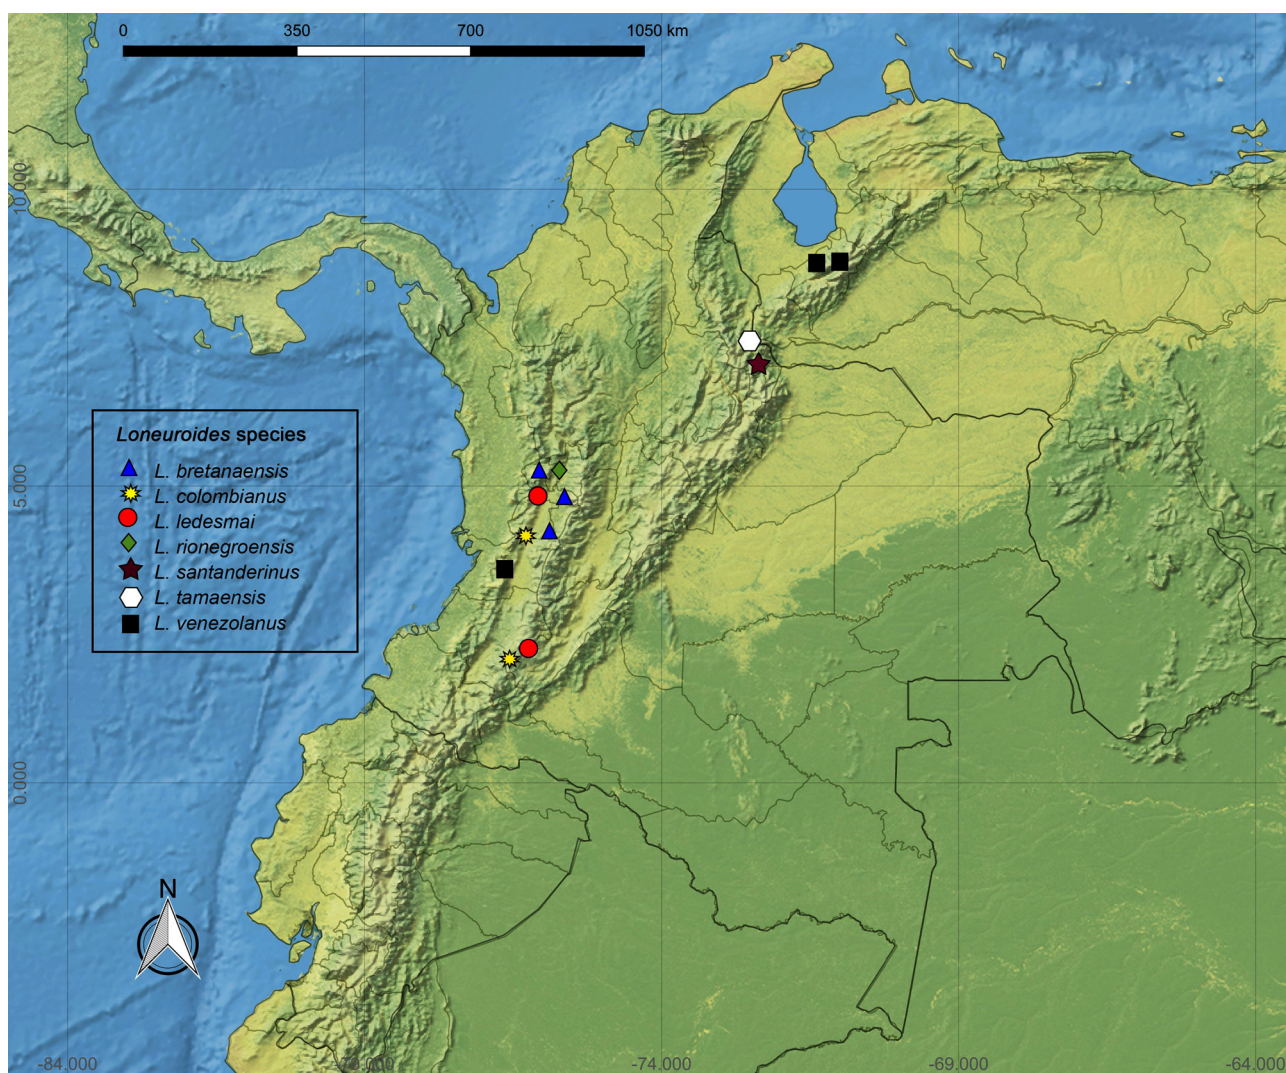 0 350 700 1050 km
10.000
5.000
0.000
Loneuroides species
L. bretanaensis
L. colombianus
L. ledesmai
L. rionegroensis
L. santanderinus
L. tamaensis
L. venezolanus
N
-84.000 -74.000 -69.000 -64.000